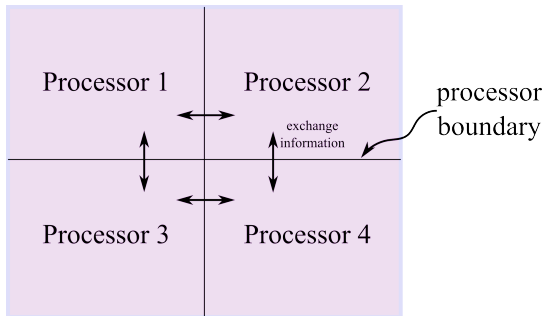 Processor 1
Processor 2
processor
boundary
exchange
information
Processor 3
Processor 4